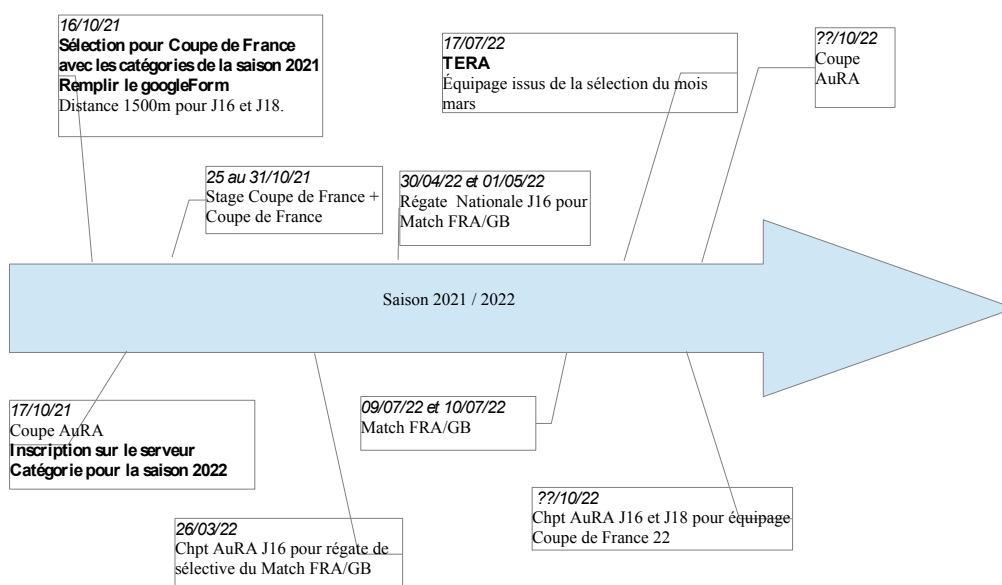 16/10/21
Sélection pour Coupe de France
avec les catégories de la saison 2021
Remplir le googleForm
Distance 1500m pour J16 et J18.
17/07/22
TERA
Équipage issus de la sélection du mois
mars
??/10/22
Coupe
AuRA
25 au 31/10/21
Stage Coupe de France +
Coupe de France
30/04/22 et 01/05/22
Régate Nationale J16 pour
Match FRA/GB
Saison 2021 / 2022
17/10/21
Coupe AuRA
Inscription sur le serveur
Catégorie pour la saison 2022
09/07/22 et 10/07/22
Match FRA/GB
26/03/22
Chpt AuRA J16 pour régate de
sélective du Match FRA/GB
??/10/22
Chpt AuRA J16 et J18 pour équipage
Coupe de France 22